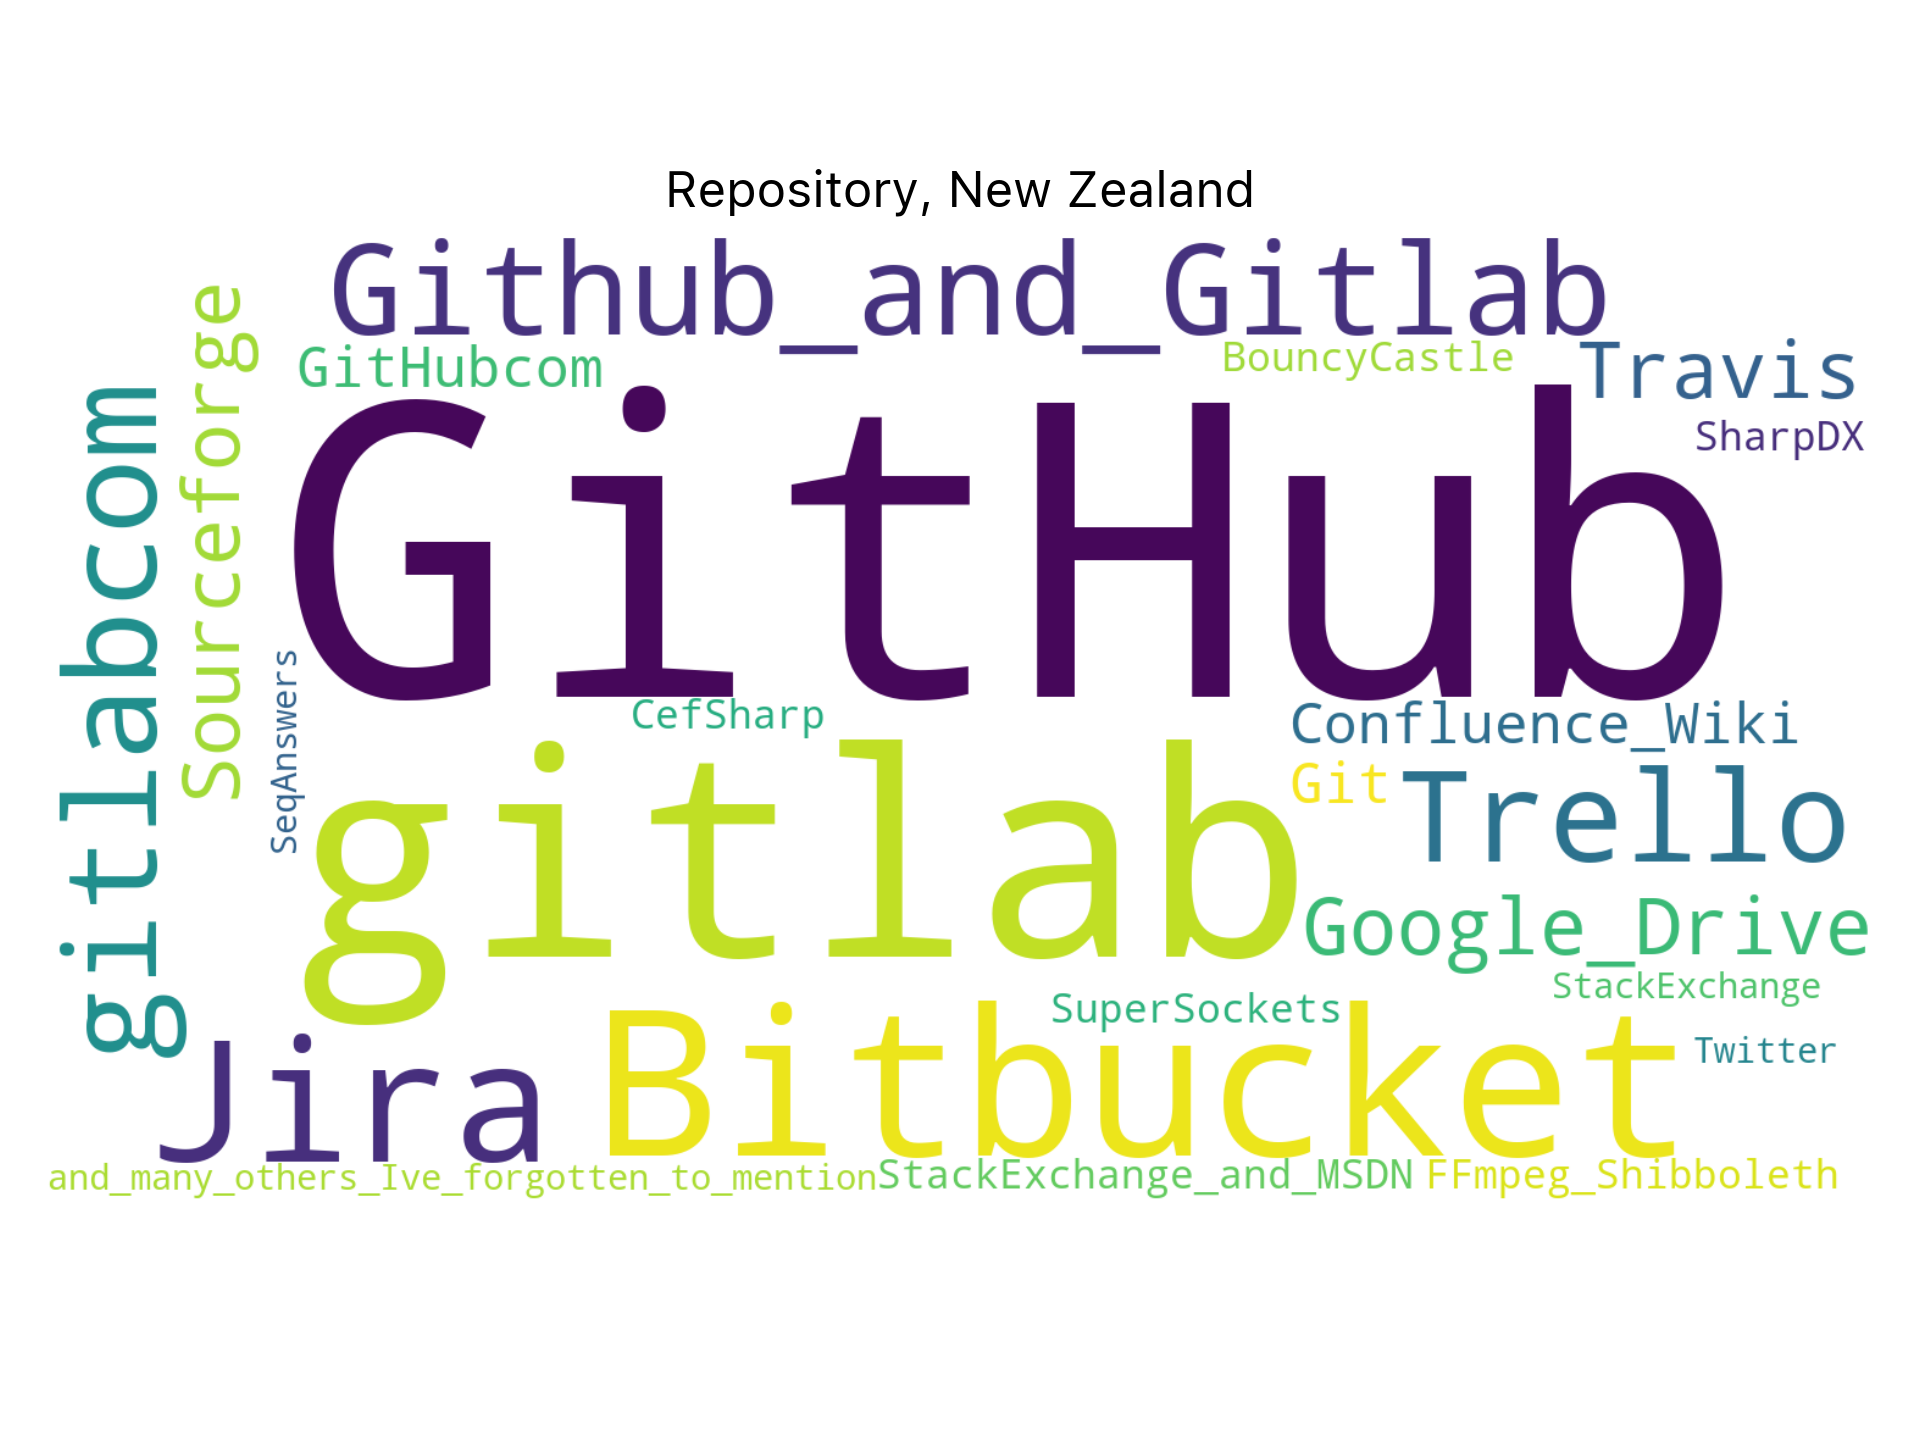 Repository, New Zealand
Github_and_Gitlab
GitHubcom
BouncyCastle
Travis
SharpDX
GitHub
gitlabcom
Sourceforge
SeqAnswers
CefSharp
Confluence_Wiki
gitlab
Git
Trello
Google_Drive
StackExchange
SuperSockets
Twitter
Jira
Bitbucket
and_many_others_Ive_forgotten_to_mention
StackExchange_and_MSDN
FFmpeg_Shibboleth